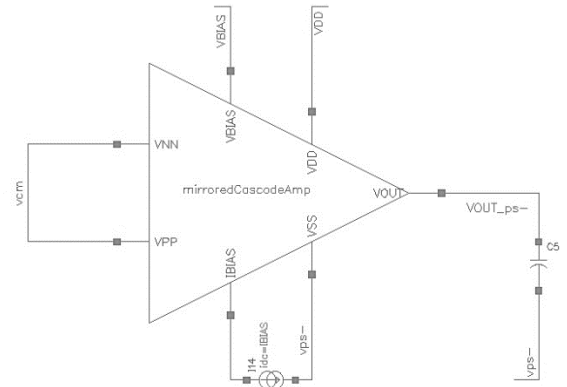 VBIAS
VDD
VNN
VBIAS
VDD
vcm
mirroredCascodeAmp
VOUT
VOUT_ps-
VPP
IBIAS
VSS
C5
I14
idc=IBIAS
vps-
vps-